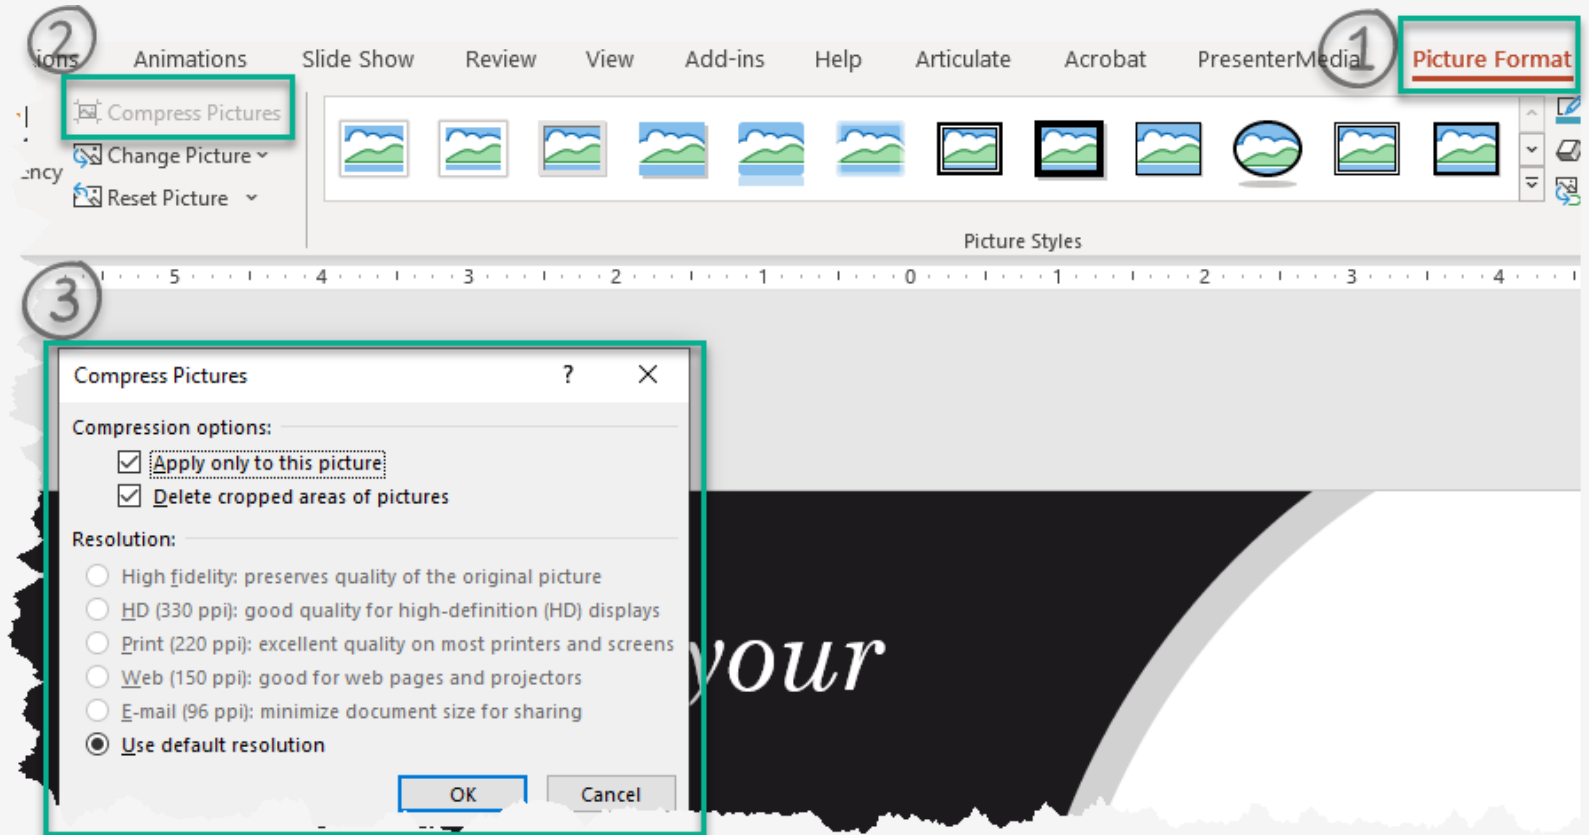 2
1
ions Animations Slide Show Review View Add-ins Help Articulate Acrobat PresenterMedia Picture Format
Compress Pictures
Change Picture
ency
Reset Picture
Picture Styles
5 4 3 2 1 0 1 2 3 4
3
Compress Pictures ? X
Compression options:
Apply only to this picture
Delete cropped areas of pictures
Resolution:
High fidelity: preserves quality of the original picture
HD (330 ppi): good quality for high-definition (HD) displays
Print (220 ppi): excellent quality on most printers and screens
Web (150 ppi): good for web pages and projectors
E-mail (96 ppi): minimize document size for sharing
Use default resolution
OK Cancel
your